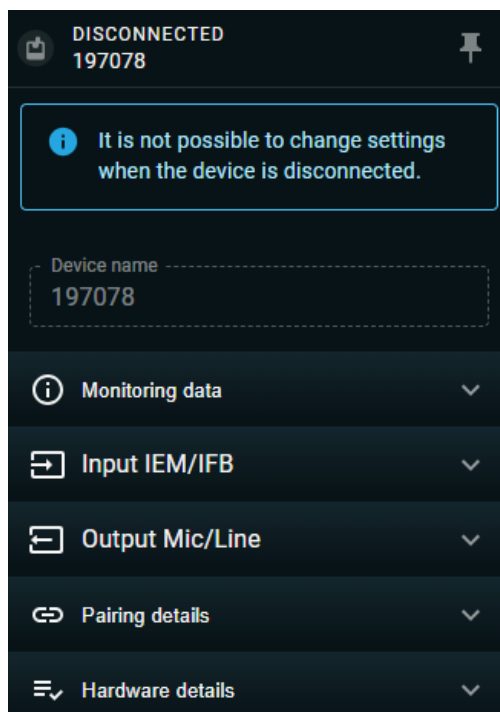 DISCONNECTED
197078
It is not possible to change settings
when the device is disconnected.
Device name
197078
Monitoring data
Input IEM/IFB
Output Mic/Line
Pairing details
Hardware details